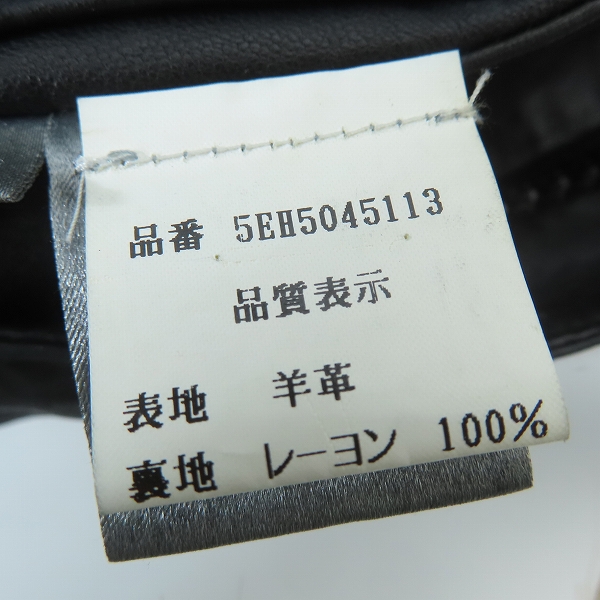 品番 5EH5045113
品質表示
表地 羊革
裏地 レーヨン 100%